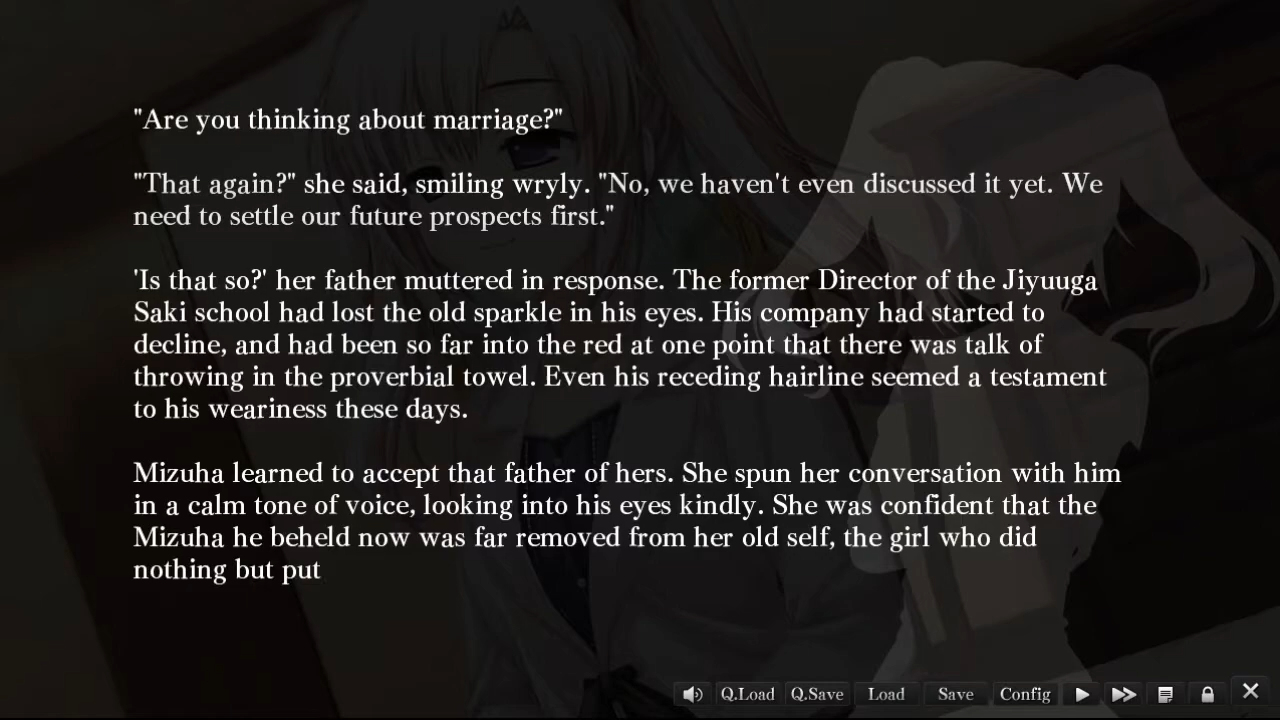 "Are you thinking about marriage?"
"That again?" she said, smiling wryly. "No, we haven't even discussed it yet. We
need to settle our future prospects first."
'Is that so?' her father muttered in response. The former Director of the Jiyuuga
Saki school had lost the old sparkle in his eyes. His company had started to
decline, and had been so far into the red at one point that there was talk of
throwing in the proverbial towel. Even his receding hairline seemed a testament
to his weariness these days.
Mizuha learned to accept that father of hers. She spun her conversation with him
in a calm tone of voice, looking into his eyes kindly. She was confident that the
Mizuha he beheld now was far removed from her old self, the girl who did
nothing but put
Q.Load Q.Save Load Save Config